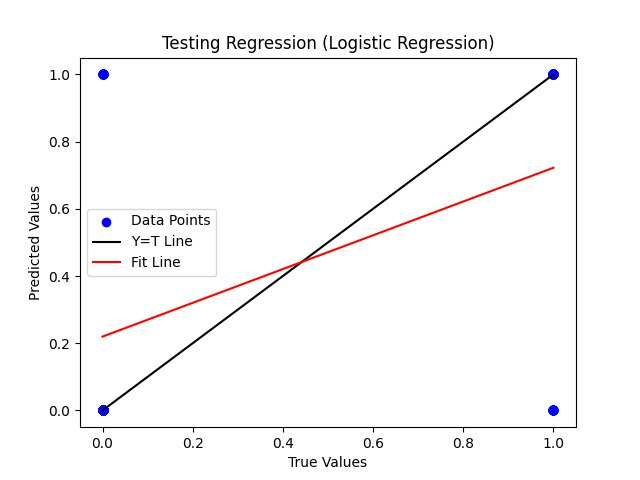 Testing Regression (Logistic Regression)
1.0
0.8
0.6
0.4
0.2
0.0
Predicted Values
Data Points
Y=T Line
Fit Line
0.0 0.2 0.4 0.6 0.8 1.0
True Values